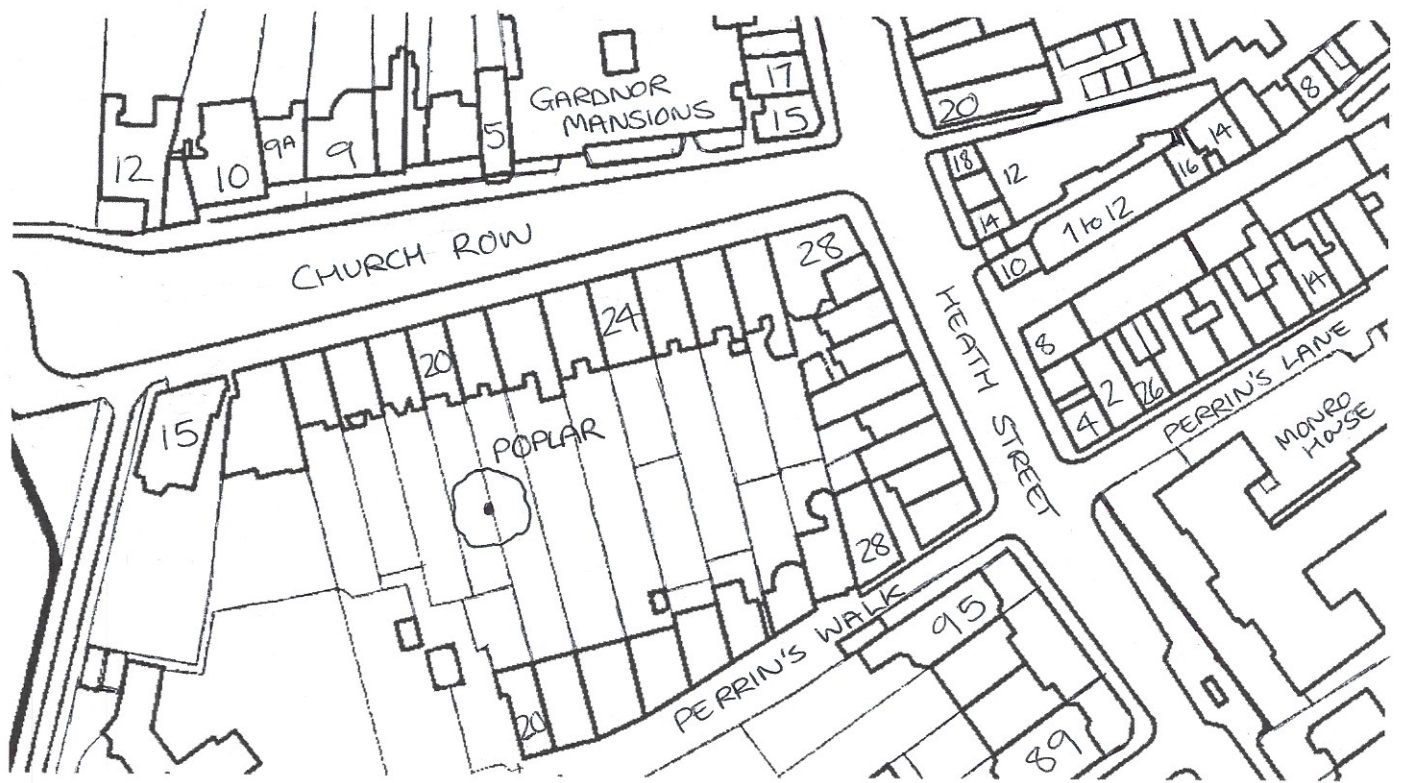 GARDNOR
MANSIONS
17
15
20
8
14
16
12
18
14
10
1 to 12
12
10
9A
9
5
CHURCH ROW
28
24
20
15
POPLAR
HEATH STREET
8
2
4
26
14
PERRIN'S LANE
MONRO
HOUSE
28
PERRIN'S WALK
95
20
89